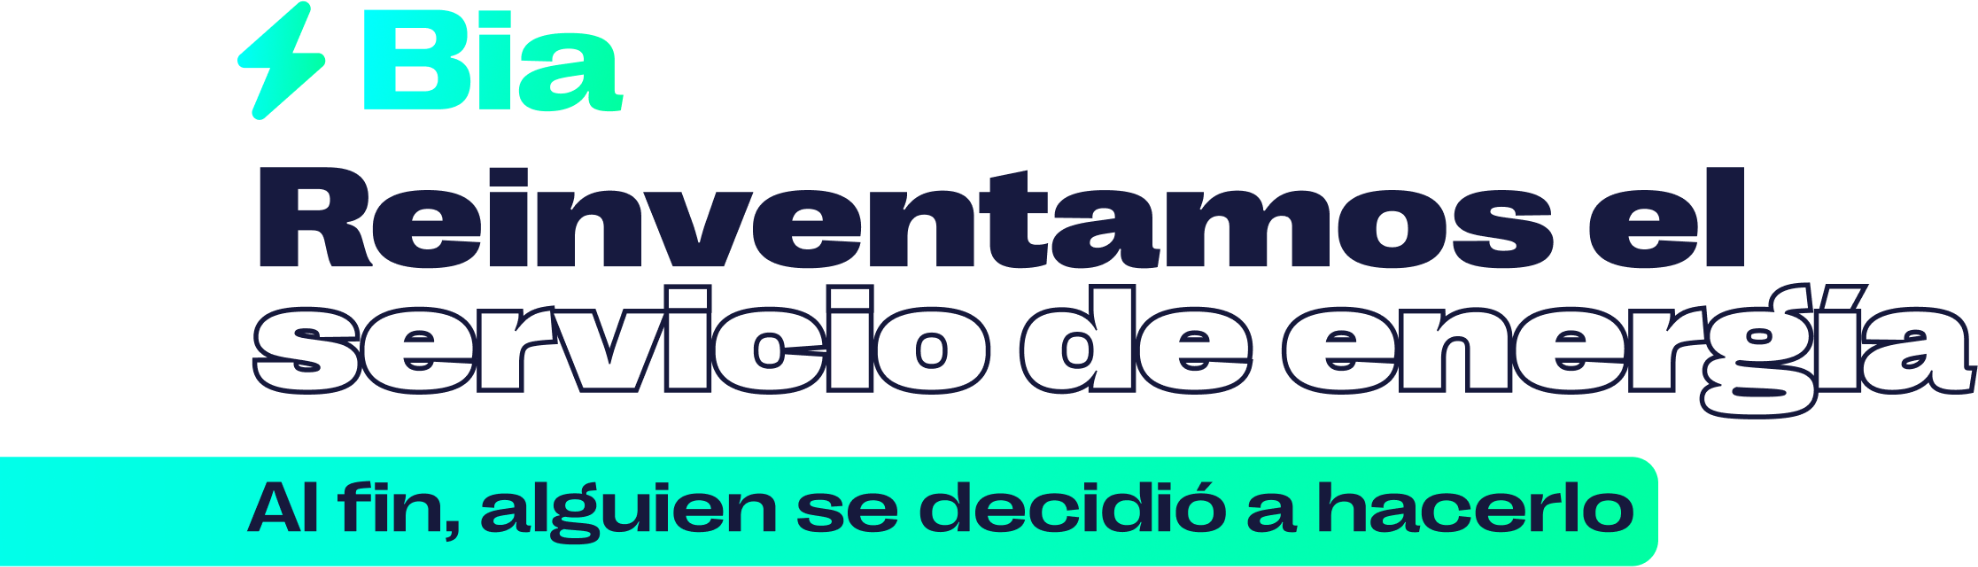 Bia
Reinventamos el
servicio de energía
Al fin, alguien se decidió a hacerlo